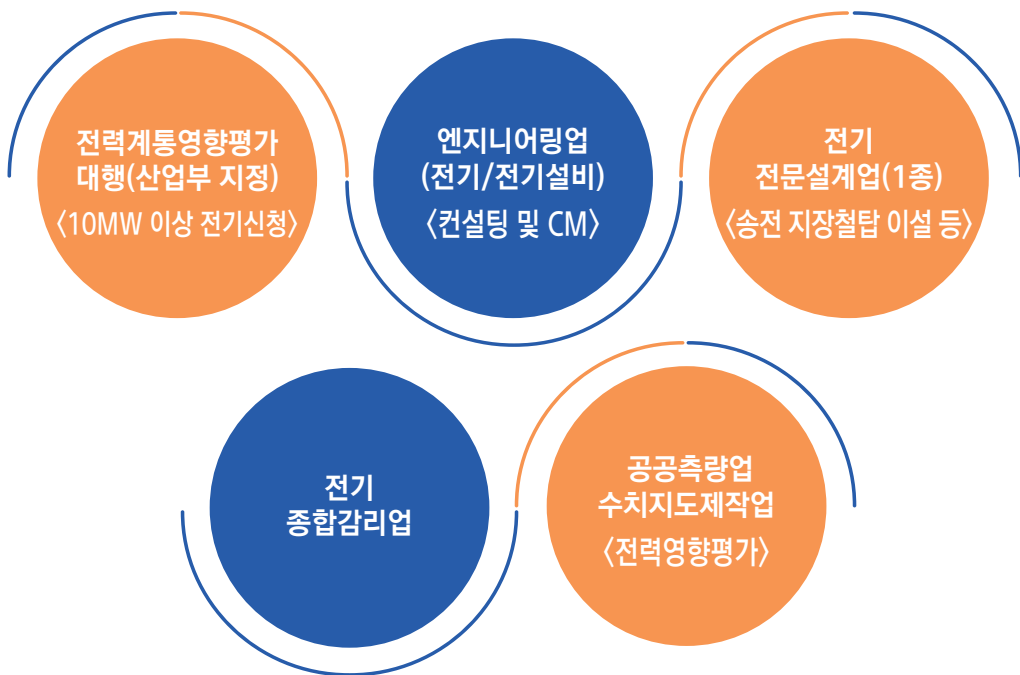 전력계통영향평가
대행(산업부 지정)
〈10MW 이상 전기신청〉
엔지니어링업
(전기/전기설비)
〈컨설팅 및 CM〉
전기
전문설계업(1종)
〈송전 지장철탑 이설 등〉
전기
종합감리업
공공측량업
수치지도제작업
〈전력영향평가〉